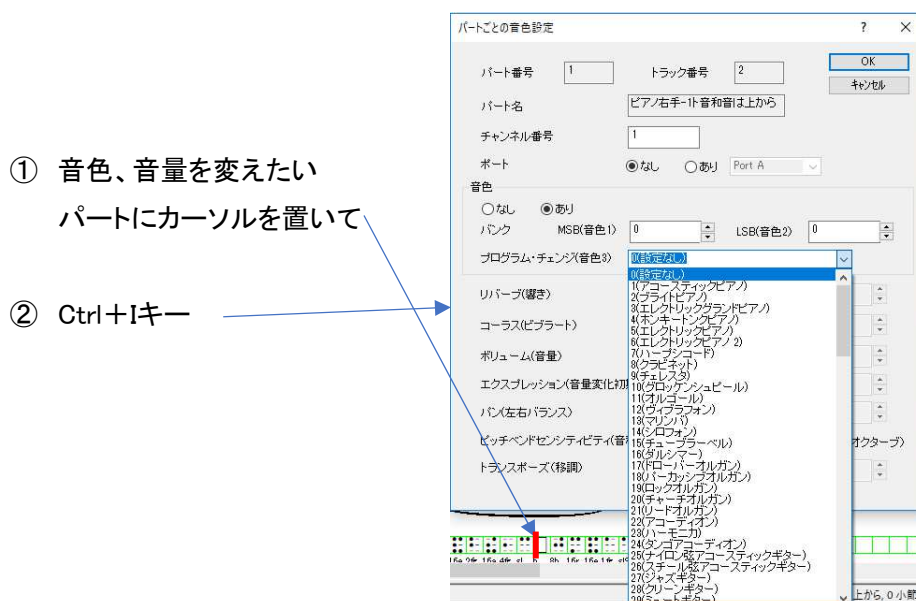 ① 音色、音量を変えたい
パートにカーソルを置いて
② Ctrl+Iキー
パートごとの音色設定 ? ×
パート番号 1 トラック番号 2 OK
キャンセル
パート名 ピアノ右手-1ト音和音は上から
チャンネル番号 1
ポート なし あり Port A
音色
なし あり
バンク MSB(音色1) 0 LSB(音色2) 0
プログラム・チェンジ(音色3) 0(設定なし)
リバーブ(響き)
コーラス(ビブラート)
ボリューム(音量)
エクスプレッション(音量変化初期
パン(左右バランス)
ピッチベンドセンシティビティ(音 オクターブ)
トランスポーズ(移調)
0(設定なし)
1(アコースティックピアノ)
2(ブライトピアノ)
3(エレクトリックグランドピアノ)
4(ホンキートンクピアノ)
5(エレクトリックピアノ)
6(エレクトリックピアノ 2)
7(ハープシコード)
8(クラビネット)
9(チェレスタ)
10(グロッケンシュピール)
11(オルゴール)
12(ヴィブラフォン)
13(マリンバ)
14(シロフォン)
15(チューブラーベル)
16(ダルシマー)
17(ドローバーオルガン)
18(パーカッシブオルガン)
19(ロックオルガン)
20(チャーチオルガン)
21(リードオルガン)
22(アコーディオン)
23(ハーモニカ)
24(タンゴアコーディオン)
25(ナイロン弦アコースティックギター)
26(スチール弦アコースティックギター)
27(ジャズギター)
28(クリーンギター)
29(ミュートギター)
上から, 0 小節